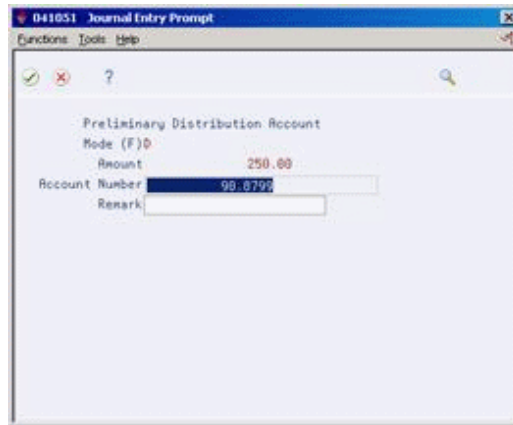 041051 Journal Entry Prompt
Functions Tools Help
?
Preliminary Distribution Account
Mode (F)D
Amount 250.00
Account Number 90.8799
Remark